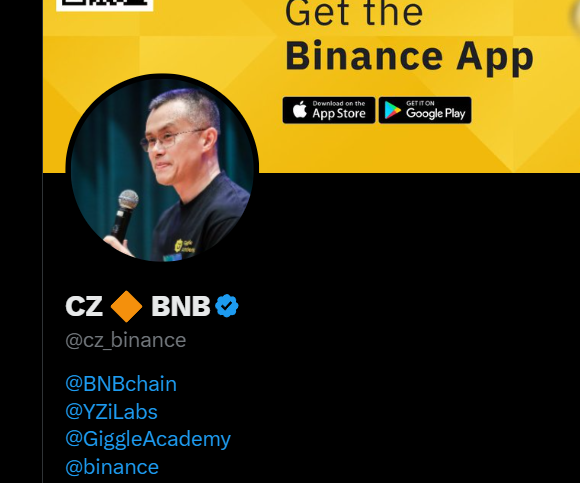 Get the
Binance App
Download on the
App Store
GET IT ON
Google Play
CZ 🔶 BNB
@cz_binance
@BNBchain
@YZiLabs
@GiggleAcademy
@binance